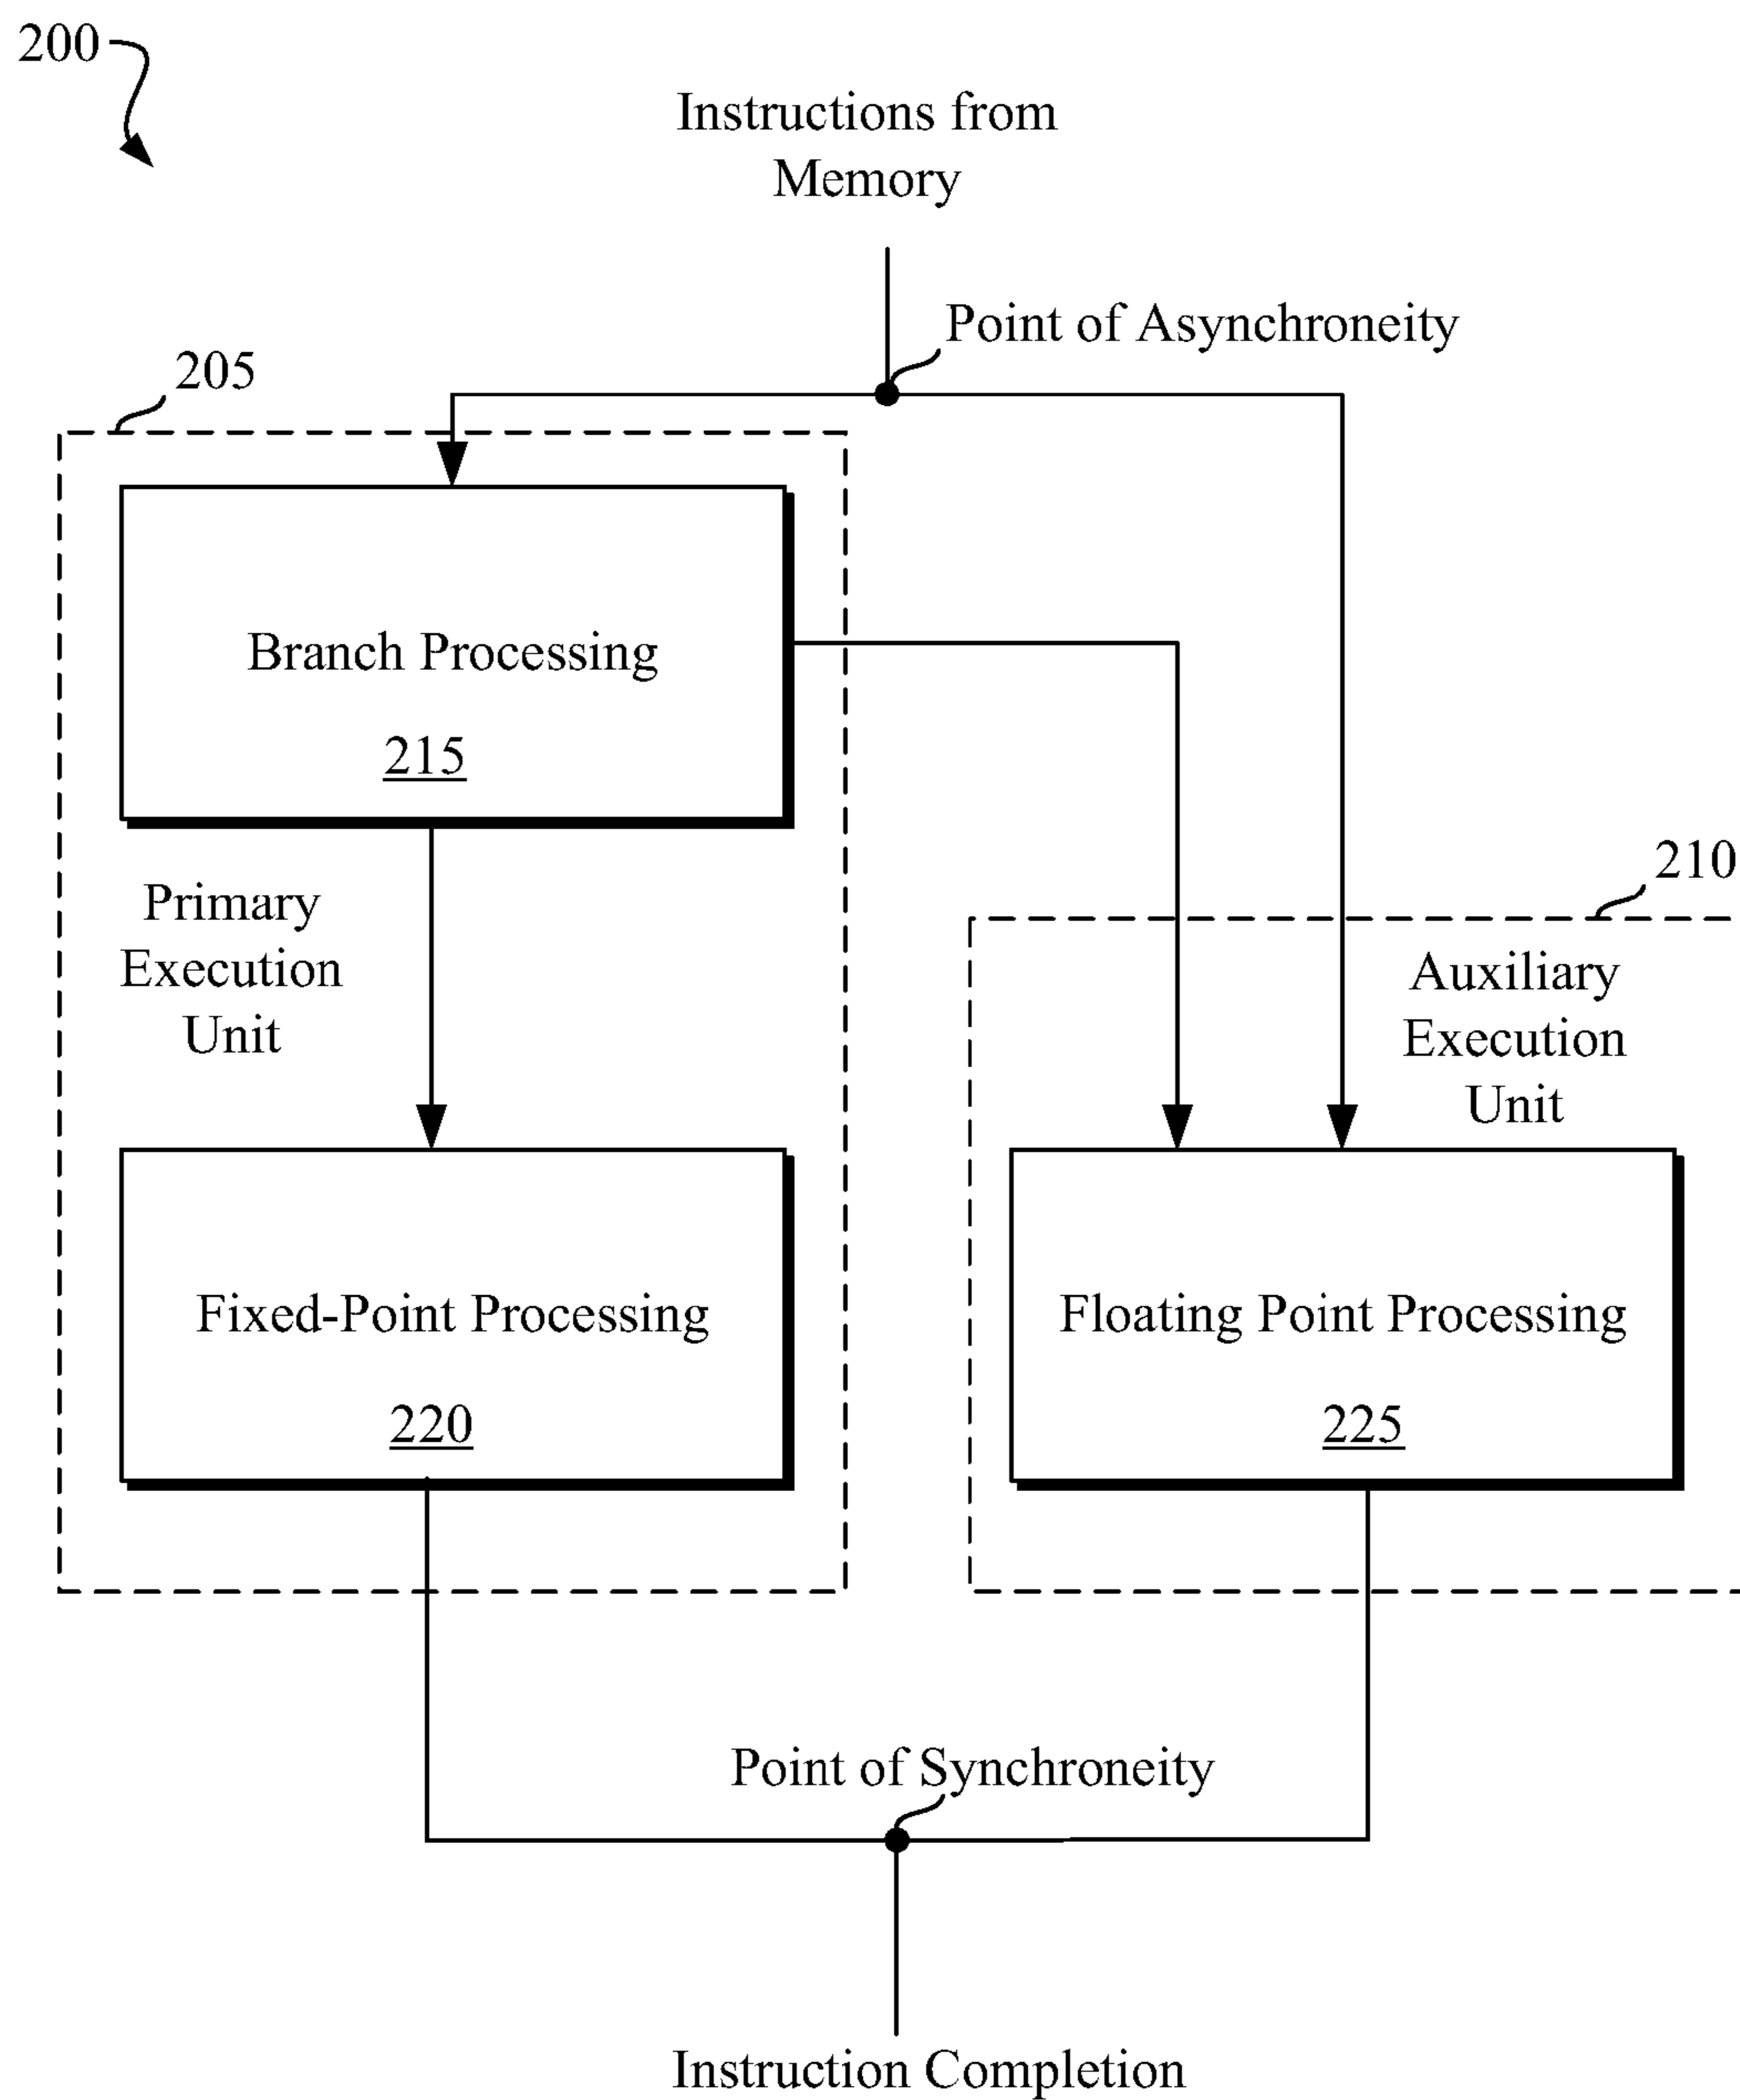 200
Instructions from
Memory
Point of Asynchroneity
205
Branch Processing
215
210
Primary
Execution
Unit
Auxiliary
Execution
Unit
Fixed-Point Processing
220
Floating Point Processing
225
Point of Synchroneity
Instruction Completion